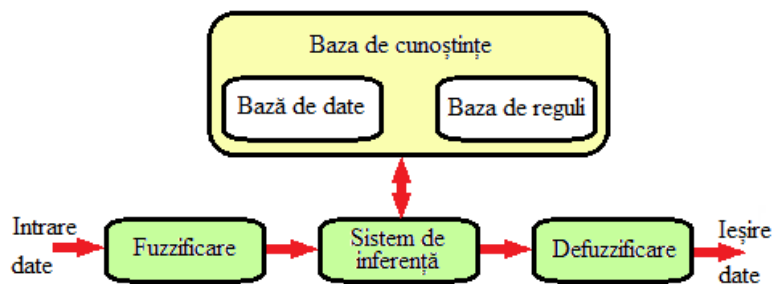 Baza de cunoștințe
Bază de date
Baza de reguli
Intrare
date
Fuzzificare
Sistem de
inferență
Defuzzificare
Ieșire
date